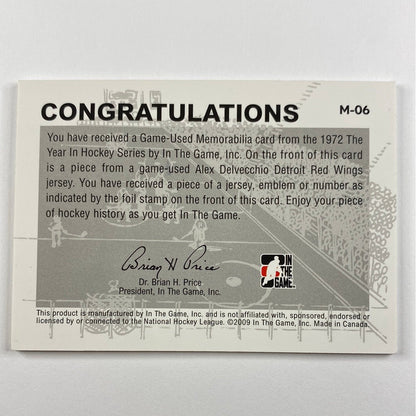 CONGRATULATIONS M-06
You have received a Game-Used Memorabilia card from the 1972 The
Year In Hockey Series by In The Game, Inc. On the front of this card
is a piece from a game-used Alex Delvecchio Detroit Red Wings
jersey. You have received a piece of a jersey, emblem or number as
indicated by the foil stamp on the front of this card. Enjoy your piece
of hockey history as you get In The Game.
Brian H Price
Dr. Brian H. Price
President, In The Game, Inc.
IN
THE
GAME.
This product is manufactured by In The Game, Inc. and is not affiliated with, sponsored, endorsed or
licensed by or connected to the National Hockey League. ©2009 In The Game, Inc. Made in Canada.